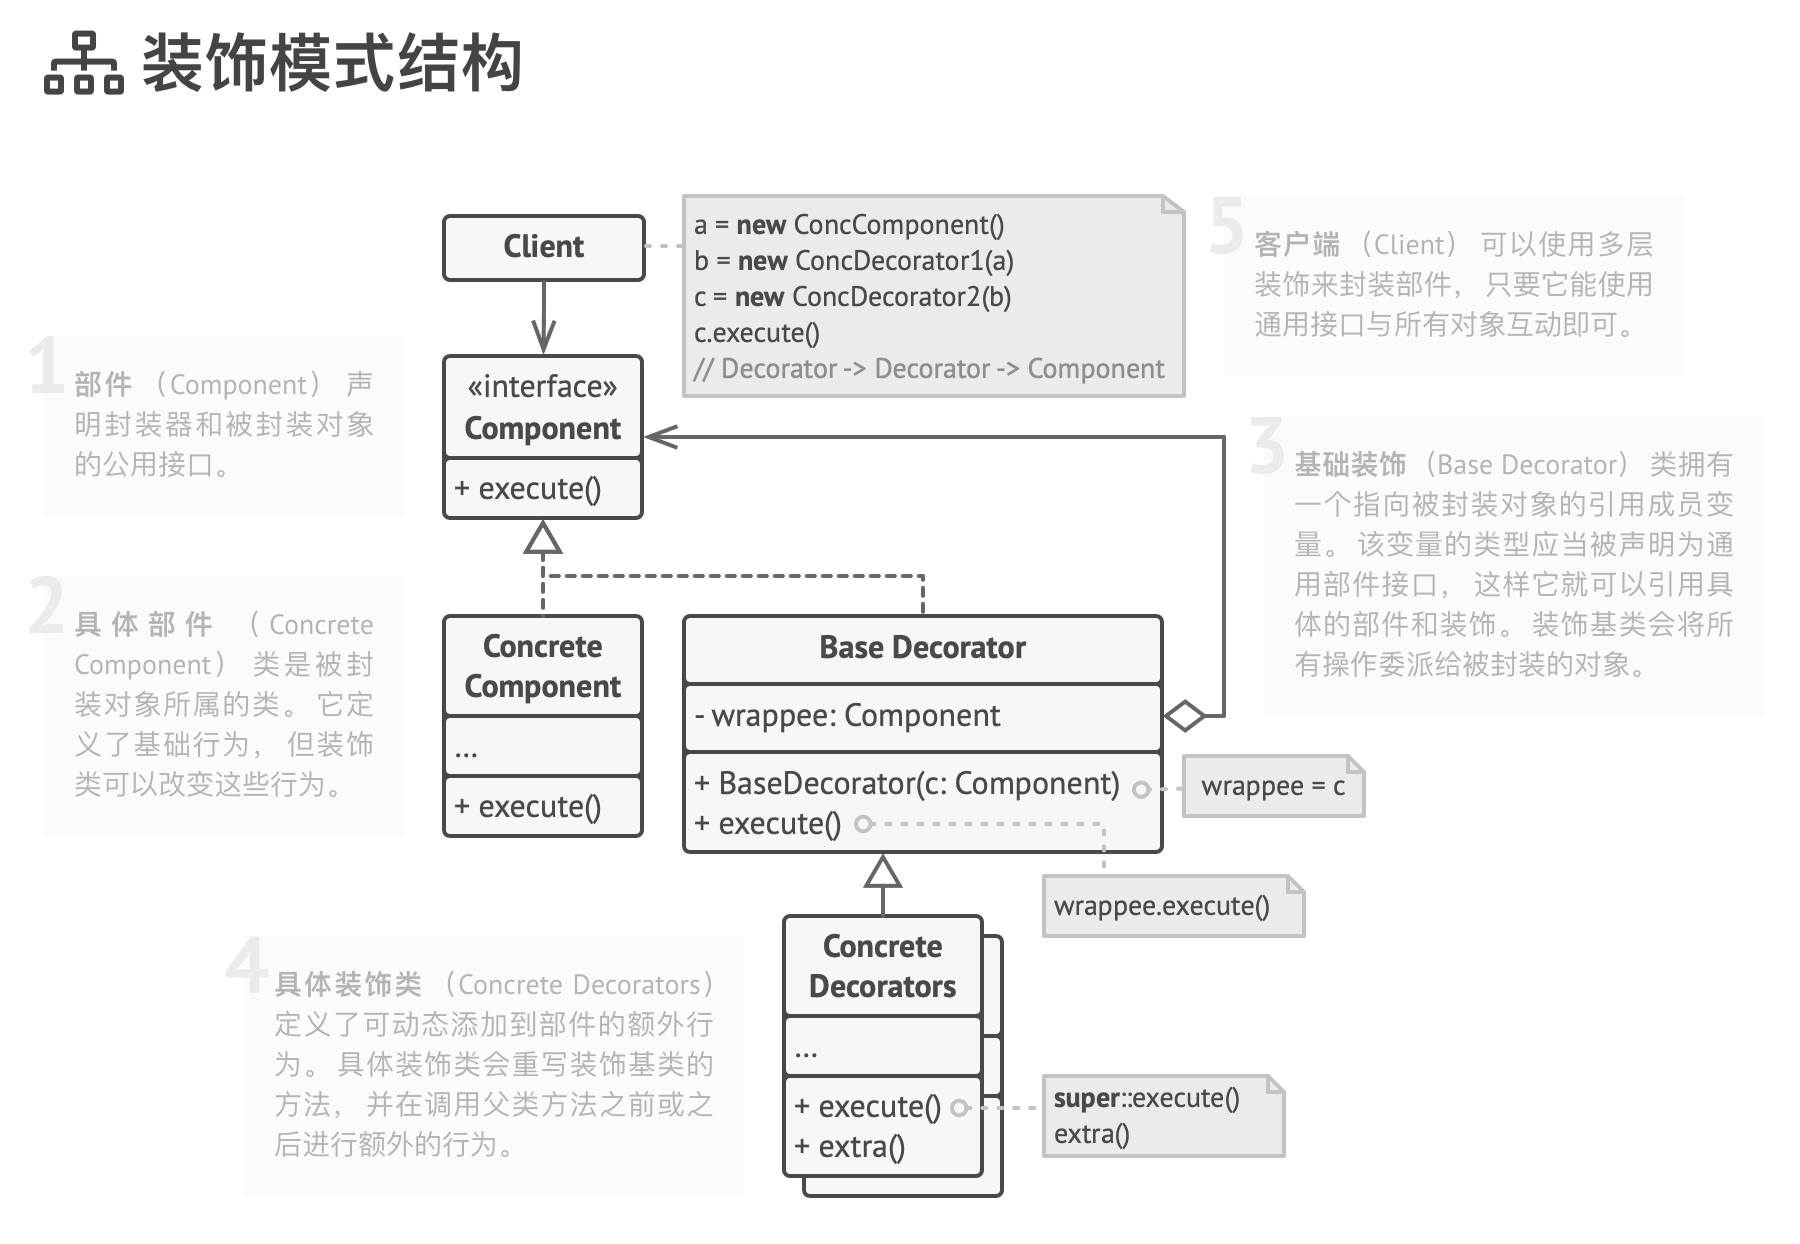 装饰模式结构
Client
a = new ConcComponent()
b = new ConcDecorator1(a)
c = new ConcDecorator2(b)
c.execute()
// Decorator -> Decorator -> Component
5
客户端 （Client） 可以使用多层
装饰来封装部件， 只要它能使用
通用接口与所有对象互动即可。
1
部件 （Component） 声
明封装器和被封装对象
的公用接口。
«interface»
Component
+ execute()
3
基础装饰 （Base Decorator） 类拥有
一个指向被封装对象的引用成员变
量。 该变量的类型应当被声明为通
用部件接口， 这样它就可以引用具
体的部件和装饰。 装饰基类会将所
有操作委派给被封装的对象。
2
具体部件 （Concrete
Component） 类是被封
装对象所属的类。 它定
义了基础行为， 但装饰
类可以改变这些行为。
Concrete
Component
...
+ execute()
Base Decorator
- wrappee: Component
+ BaseDecorator(c: Component)
+ execute()
wrappee = c
wrappee.execute()
4
具体装饰类 （Concrete Decorators）
定义了可动态添加到部件的额外行
为。 具体装饰类会重写装饰基类的
方法， 并在调用父类方法之前或之
后进行额外的行为。
Concrete
Decorators
...
+ execute()
+ extra()
super::execute()
extra()